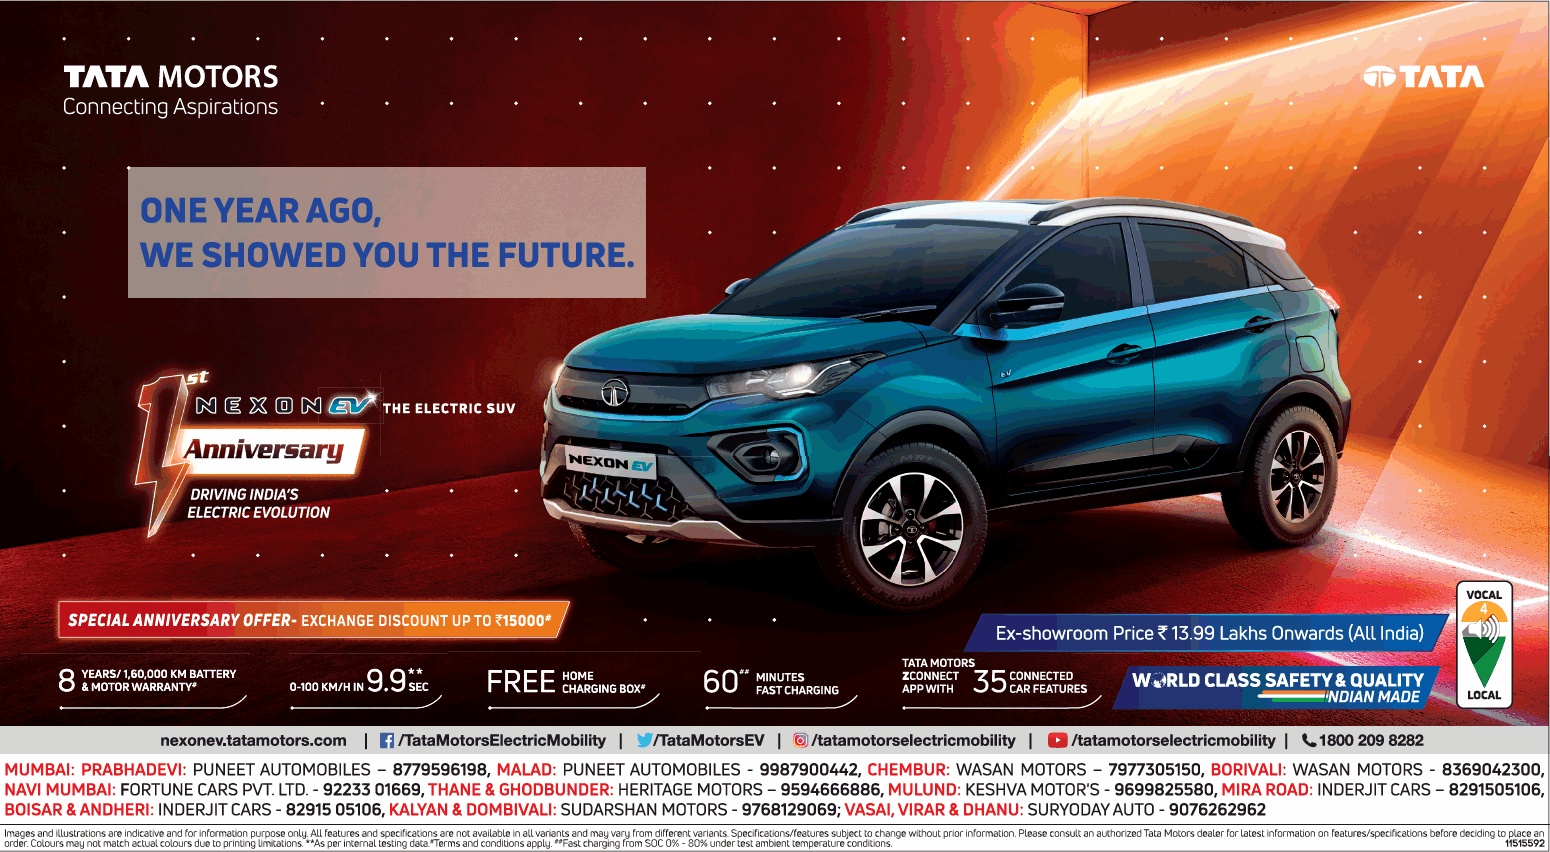 TATA MOTORS
Connecting Aspirations
TATA
ONE YEAR AGO,
WE SHOWED YOU THE FUTURE.
1st
NEXON EV THE ELECTRIC SUV
Anniversary
DRIVING INDIA'S
ELECTRIC EVOLUTION
EV
NEXON EV
MRF
SPECIAL ANNIVERSARY OFFER- EXCHANGE DISCOUNT UP TO ₹15000#
Ex-showroom Price ₹ 13.99 Lakhs Onwards (All India)
VOCAL
4
LOCAL
8 YEARS/ 1,60,000 KM BATTERY
& MOTOR WARRANTY#
0-100 KM/H IN 9.9** SEC
FREE HOME
CHARGING BOX#
60## MINUTES
FAST CHARGING
TATA MOTORS
ZCONNECT
APP WITH 35 CONNECTED
CAR FEATURES
WORLD CLASS SAFETY & QUALITY
INDIAN MADE
nexonev.tatamotors.com | /TataMotorsElectricMobility | /TataMotorsEV | /tatamotorselectricmobility | /tatamotorselectricmobility | 1800 209 8282
MUMBAI: PRABHADEVI: PUNEET AUTOMOBILES – 8779596198, MALAD: PUNEET AUTOMOBILES - 9987900442, CHEMBUR: WASAN MOTORS – 7977305150, BORIVALI: WASAN MOTORS - 8369042300,
NAVI MUMBAI: FORTUNE CARS PVT. LTD. - 92233 01669, THANE & GHODBUNDER: HERITAGE MOTORS – 9594666886, MULUND: KESHVA MOTOR'S - 9699825580, MIRA ROAD: INDERJIT CARS – 8291505106,
BOISAR & ANDHERI: INDERJIT CARS - 82915 05106, KALYAN & DOMBIVALI: SUDARSHAN MOTORS - 9768129069; VASAI, VIRAR & DHANU: SURYODAY AUTO - 9076262962
Images and illustrations are indicative and for information purpose only. All features and specifications are not available in all variants and may vary from different variants. Specifications/features subject to change without prior information. Please consult an authorized Tata Motors dealer for latest information on features/specifications before deciding to place an
order. Colours may not match actual colours due to printing limitations. **As per internal testing data.#Terms and conditions apply. ##Fast charging from SOC 0% - 80% under test ambient temperature conditions.
11515592